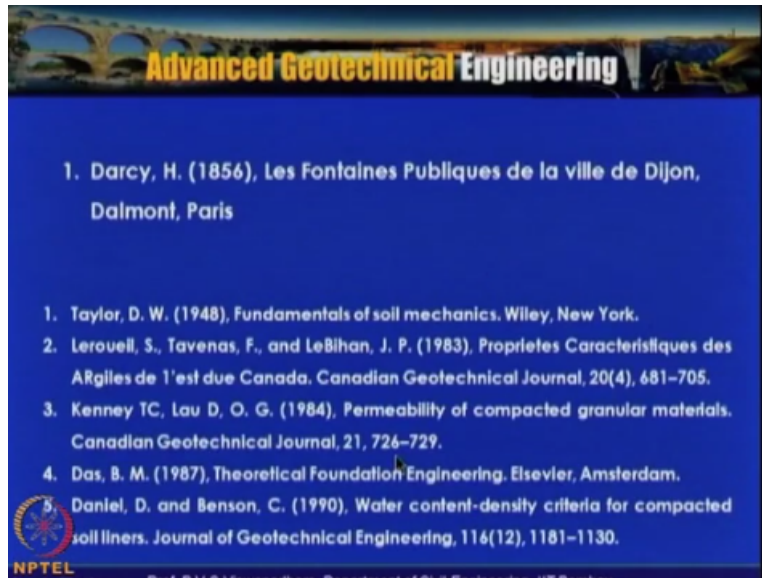 Advanced Geotechnical Engineering
1. Darcy, H. (1856), Les Fontaines Publiques de la ville de Dijon,
Dalmont, Paris
1. Taylor, D. W. (1948), Fundamentals of soil mechanics. Wiley, New York.
2. Leroueil, S., Tavenas, F., and LeBihan, J. P. (1983), Proprietes Caracteristiques des
ARgiles de 1'est due Canada. Canadian Geotechnical Journal, 20(4), 681–705.
3. Kenney TC, Lau D, O. G. (1984), Permeability of compacted granular materials.
Canadian Geotechnical Journal, 21, 726–729.
4. Das, B. M. (1987), Theoretical Foundation Engineering. Elsevier, Amsterdam.
5. Daniel, D. and Benson, C. (1990), Water content-density criteria for compacted
soil liners. Journal of Geotechnical Engineering, 116(12), 1181–1130.
NPTEL